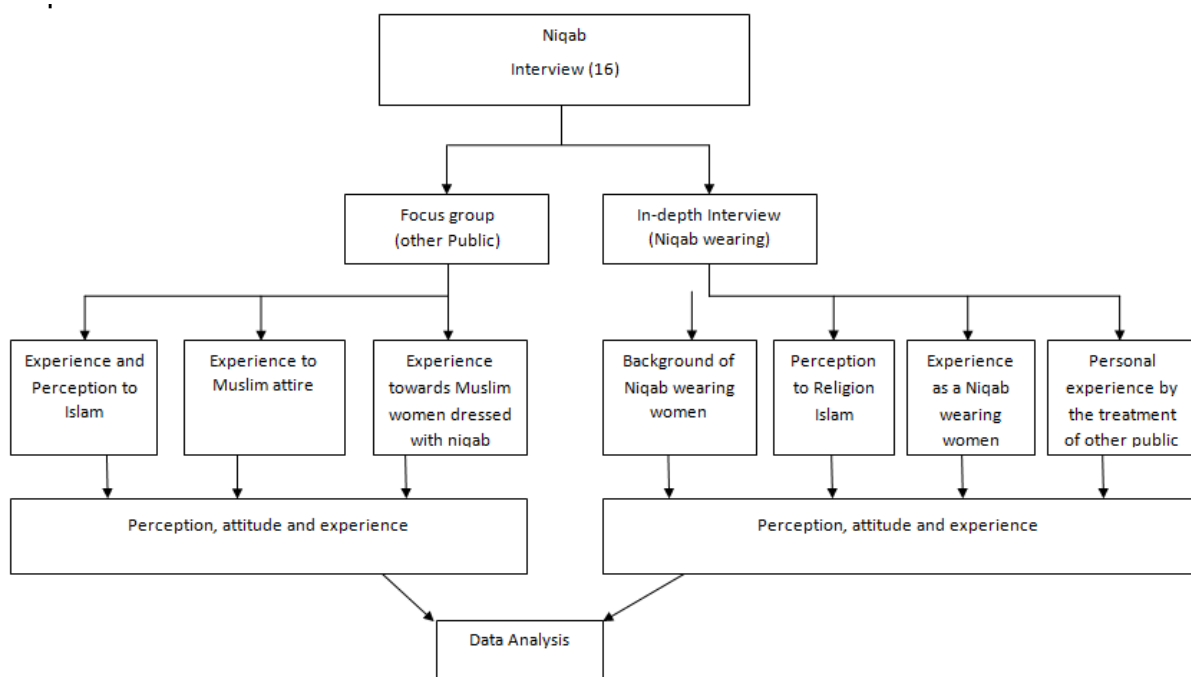 Niqab
Interview (16)
Focus group
(other Public)
In-depth Interview
(Niqab wearing)
Experience and
Perception to
Islam
Experience to
Muslim attire
Experience
towards Muslim
women dressed
with niqab
Background of
Niqab wearing
women
Perception
to Religion
Islam
Experience
as a Niqab
wearing
women
Personal
experience by
the treatment
of other public
Perception, attitude and experience
Perception, attitude and experience
Data Analysis